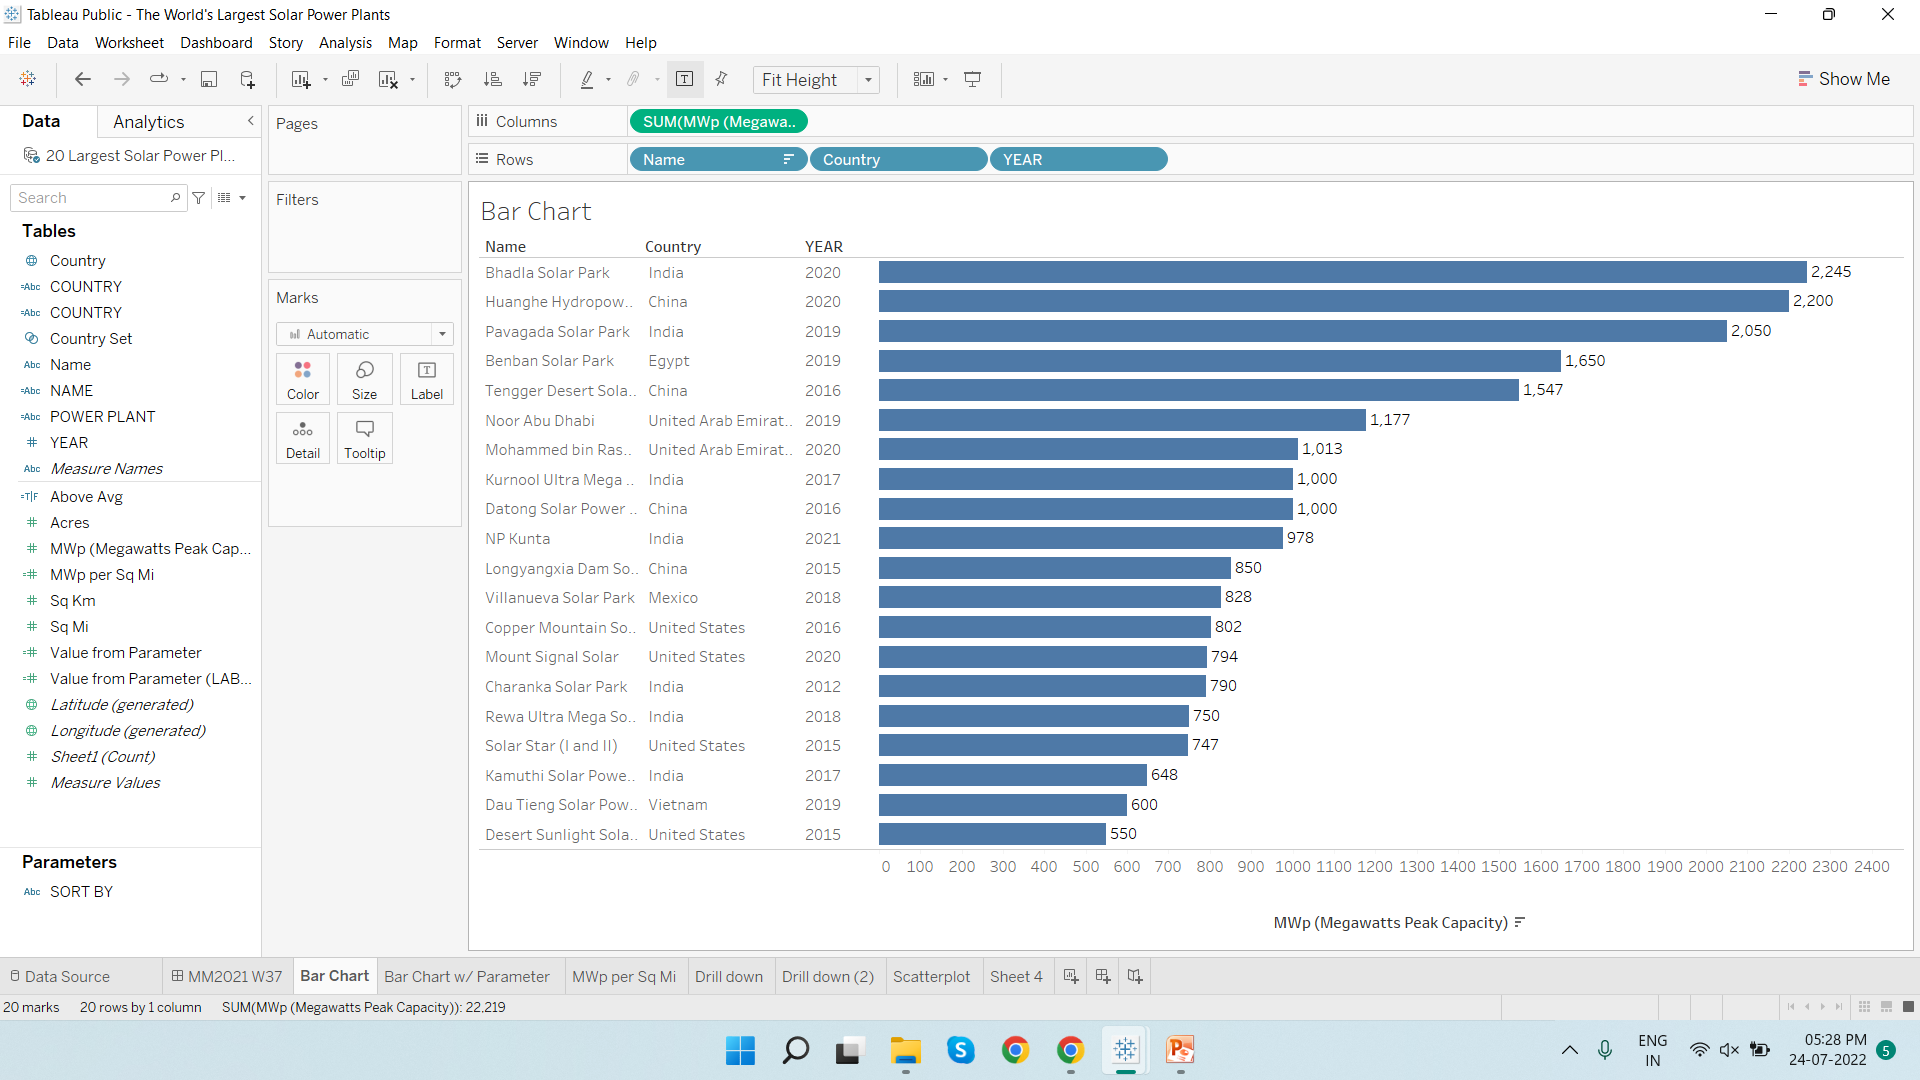 Tableau Public - The World's Largest Solar Power Plants
File Data Worksheet Dashboard Story Analysis Map Format Server Window Help
Fit Height
Show Me
Data Analytics
20 Largest Solar Power Pl...
Search
Tables
Country
Abc COUNTRY
Abc COUNTRY
Country Set
Abc Name
Abc NAME
Abc POWER PLANT
# YEAR
Abc Measure Names
=T|F Above Avg
# Acres
# MWp (Megawatts Peak Cap...
=# MWp per Sq Mi
# Sq Km
# Sq Mi
=# Value from Parameter
=# Value from Parameter (LAB...
Latitude (generated)
Longitude (generated)
# Sheet1 (Count)
# Measure Values
Parameters
Abc SORT BY
Pages
Filters
Marks
Automatic
Color Size Label
Detail Tooltip
Columns SUM(MWp (Megawa..
Rows Name Country YEAR
Bar Chart
Name Country YEAR
Bhadla Solar Park India 2020 2,245
Huanghe Hydropow.. China 2020 2,200
Pavagada Solar Park India 2019 2,050
Benban Solar Park Egypt 2019 1,650
Tengger Desert Sola.. China 2016 1,547
Noor Abu Dhabi United Arab Emirat.. 2019 1,177
Mohammed bin Ras.. United Arab Emirat.. 2020 1,013
Kurnool Ultra Mega .. India 2017 1,000
Datong Solar Power .. China 2016 1,000
NP Kunta India 2021 978
Longyangxia Dam So.. China 2015 850
Villanueva Solar Park Mexico 2018 828
Copper Mountain So.. United States 2016 802
Mount Signal Solar United States 2020 794
Charanka Solar Park India 2012 790
Rewa Ultra Mega So.. India 2018 750
Solar Star (I and II) United States 2015 747
Kamuthi Solar Powe.. India 2017 648
Dau Tieng Solar Pow.. Vietnam 2019 600
Desert Sunlight Sola.. United States 2015 550
0 100 200 300 400 500 600 700 800 900 1000 1100 1200 1300 1400 1500 1600 1700 1800 1900 2000 2100 2200 2300 2400
MWp (Megawatts Peak Capacity)
Data Source MM2021 W37 Bar Chart Bar Chart w/ Parameter MWp per Sq Mi Drill down Drill down (2) Scatterplot Sheet 4
20 marks 20 rows by 1 column SUM(MWp (Megawatts Peak Capacity)): 22,219
ENG
IN
05:28 PM
24-07-2022
5